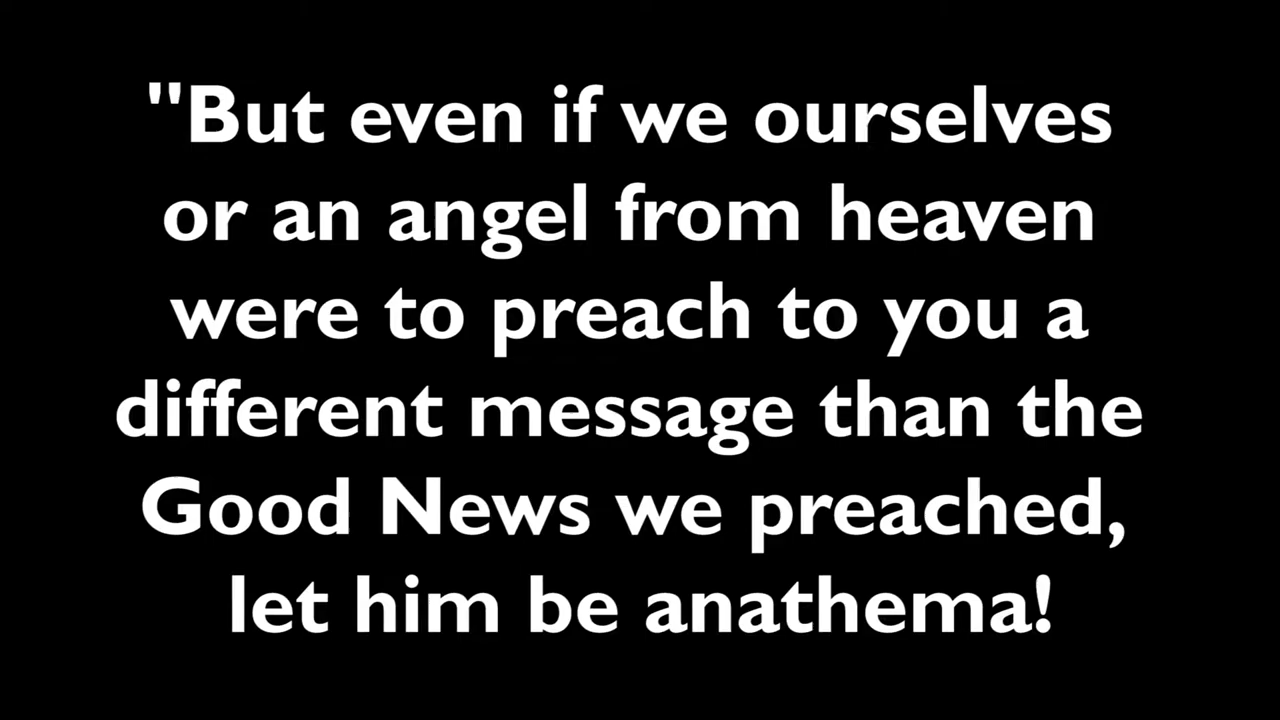 "But even if we ourselves
or an angel from heaven
were to preach to you a
different message than the
Good News we preached,
let him be anathema!